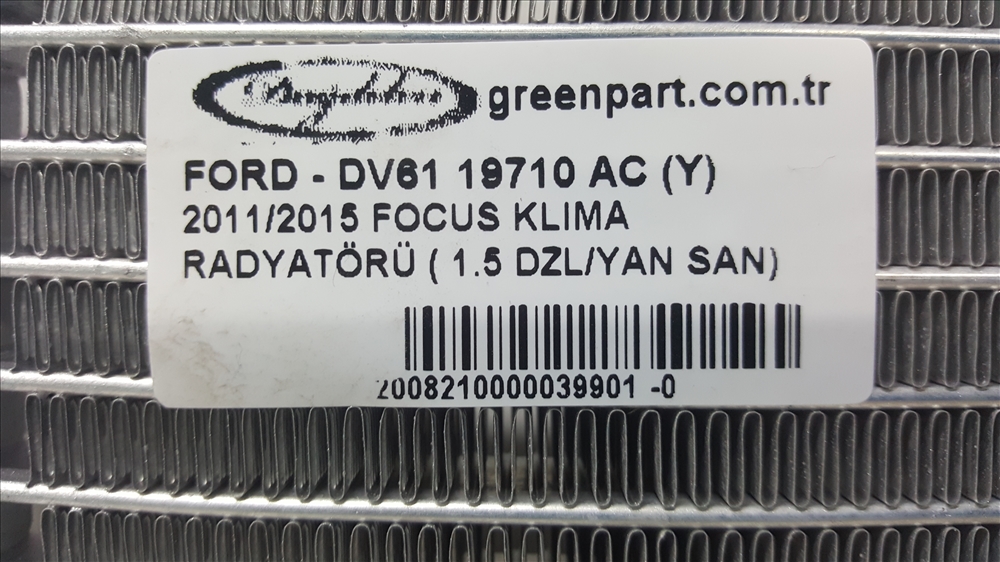 greenpart.com.tr
FORD - DV61 19710 AC (Y)
2011/2015 FOCUS KLIMA
RADYATÖRÜ ( 1.5 DZL/YAN SAN)
2008210000039901 -0